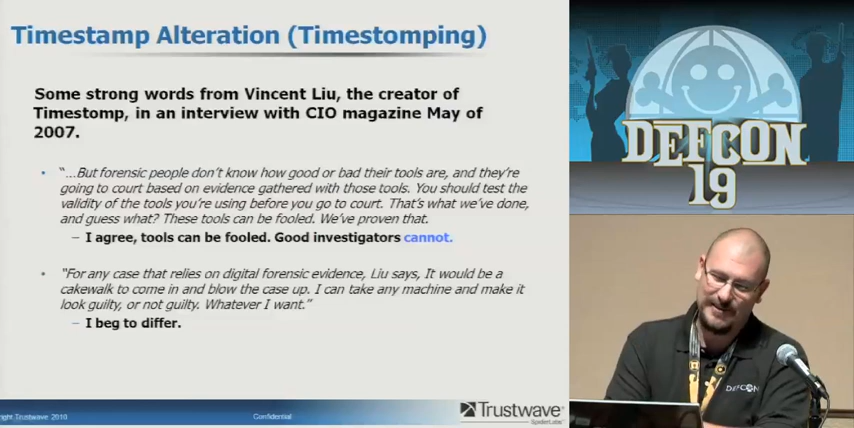 Timestamp Alteration (Timestomping)
Some strong words from Vincent Liu, the creator of
Timestomp, in an interview with CIO magazine May of
2007.
• "...But forensic people don't know how good or bad their tools are, and they're
going to court based on evidence gathered with those tools. You should test the
validity of the tools you're using before you go to court. That's what we've done,
and guess what? These tools can be fooled. We've proven that.
– I agree, tools can be fooled. Good investigators cannot.
• "For any case that relies on digital forensic evidence, Liu says, It would be a
cakewalk to come in and blow the case up. I can take any machine and make it
look guilty, or not guilty. Whatever I want."
– I beg to differ.
right Trustwave 2010
Confidential
Trustwave®
SpiderLabs®
DEFCON
19
DEFCON